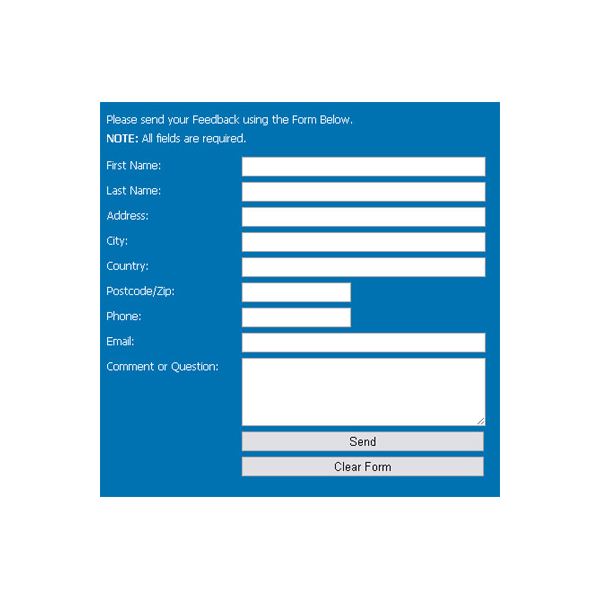 Please send your Feedback using the Form Below.
NOTE: All fields are required.
First Name:
Last Name:
Address:
City:
Country:
Postcode/Zip:
Phone:
Email:
Comment or Question:
Send
Clear Form